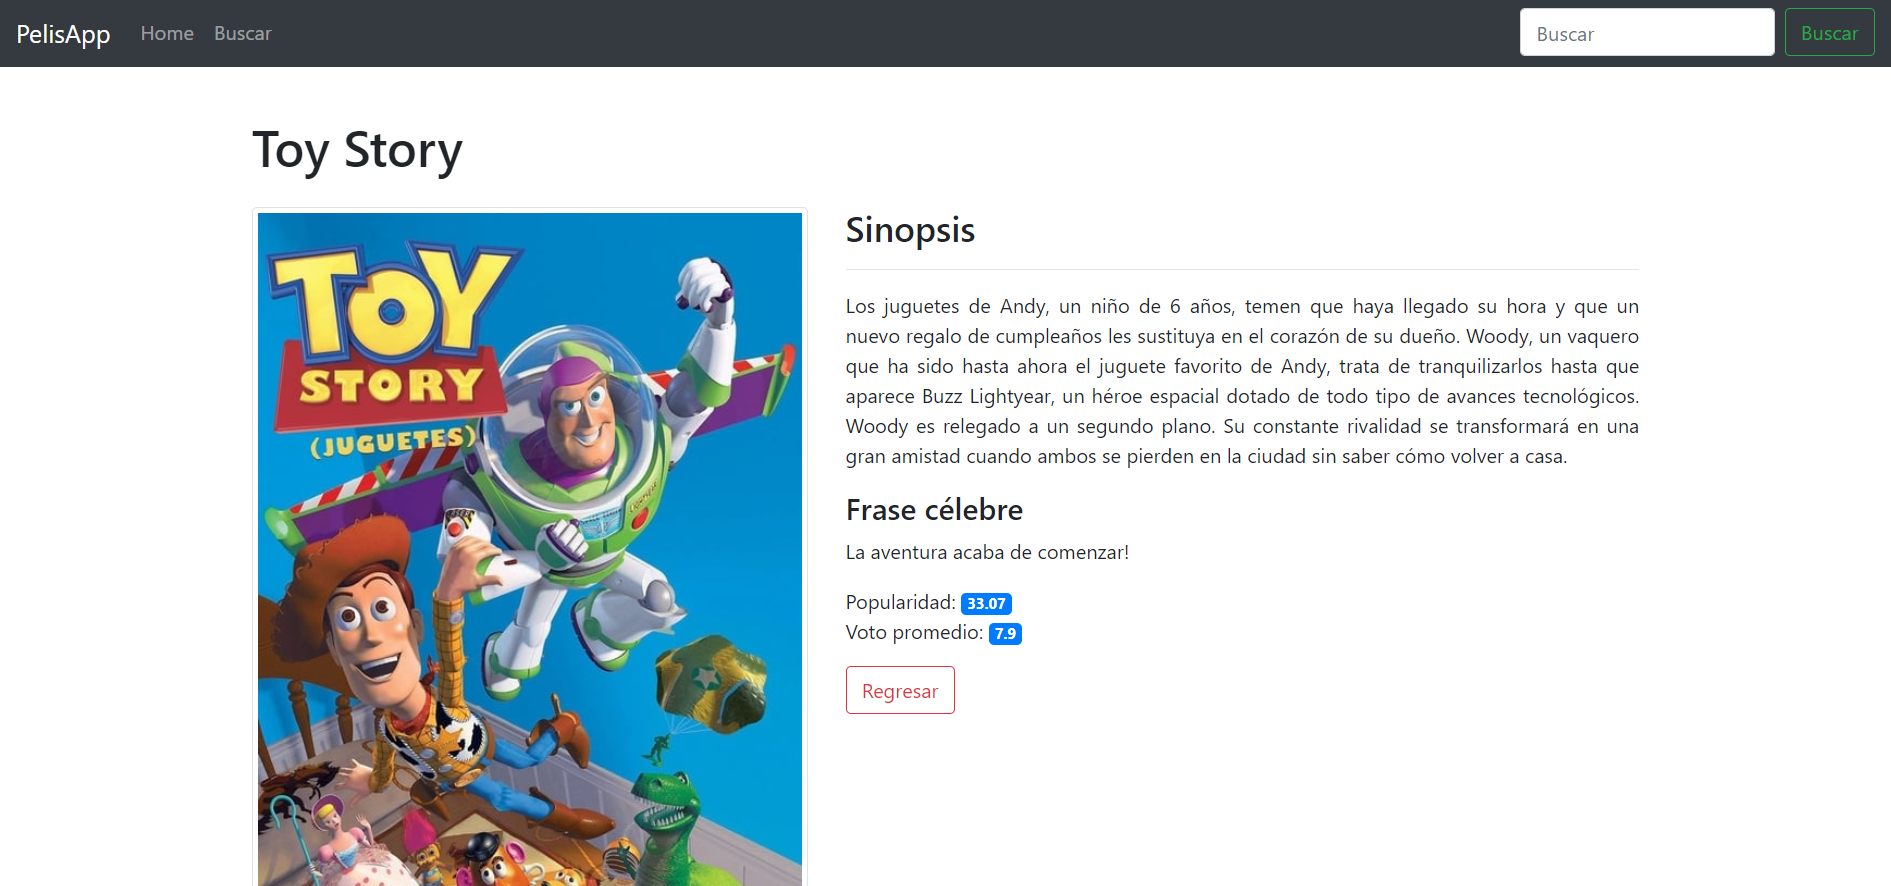 PelisApp Home Buscar Buscar Buscar
Toy Story
TOY
STORY
(JUGUETES)
LIGHTYEAR
Sinopsis
Los juguetes de Andy, un niño de 6 años, temen que haya llegado su hora y que un
nuevo regalo de cumpleaños les sustituya en el corazón de su dueño. Woody, un vaquero
que ha sido hasta ahora el juguete favorito de Andy, trata de tranquilizarlos hasta que
aparece Buzz Lightyear, un héroe espacial dotado de todo tipo de avances tecnológicos.
Woody es relegado a un segundo plano. Su constante rivalidad se transformará en una
gran amistad cuando ambos se pierden en la ciudad sin saber cómo volver a casa.
Frase célebre
La aventura acaba de comenzar!
Popularidad: 33.07
Voto promedio: 7.9
Regresar